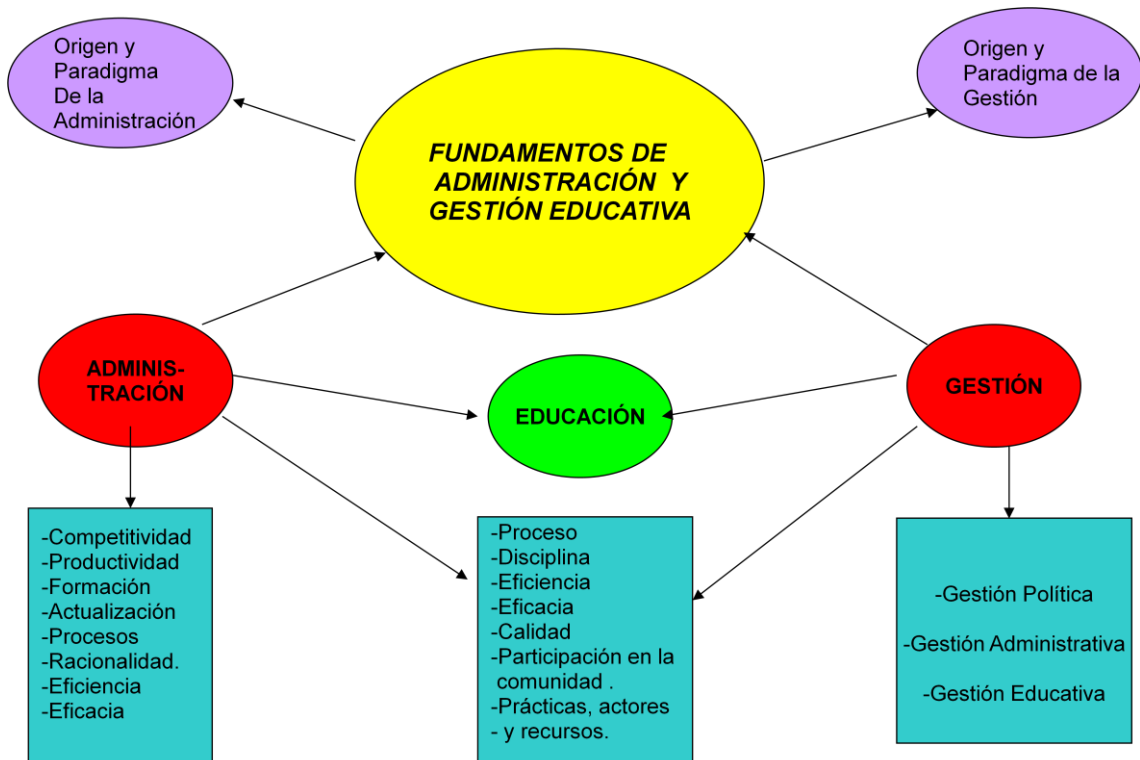 Origen y
Paradigma
De la
Administración
Origen y
Paradigma de la
Gestión
FUNDAMENTOS DE
ADMINISTRACIÓN Y
GESTIÓN EDUCATIVA
ADMINIS-
TRACIÓN
EDUCACIÓN
GESTIÓN
-Competitividad
-Productividad
-Formación
-Actualización
-Procesos
-Racionalidad.
-Eficiencia
-Eficacia
-Proceso
-Disciplina
-Eficiencia
-Eficacia
-Calidad
-Participación en la
comunidad .
-Prácticas, actores
- y recursos.
-Gestión Política
-Gestión Administrativa
-Gestión Educativa